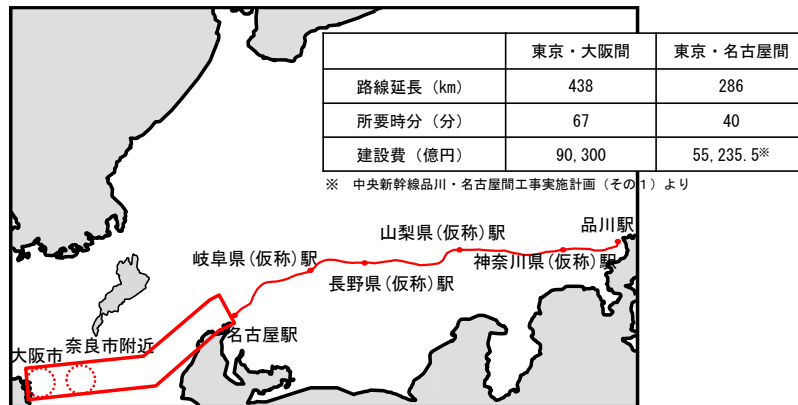 東京・大阪間 東京・名古屋間
路線延長（km） 438 286
所要時分（分） 67 40
建設費（億円） 90,300 55,235.5※
※ 中央新幹線品川・名古屋間工事実施計画（その１）より
品川駅
山梨県(仮称)駅
岐阜県(仮称)駅
神奈川県(仮称)駅
長野県(仮称)駅
名古屋駅
大阪市
奈良市附近